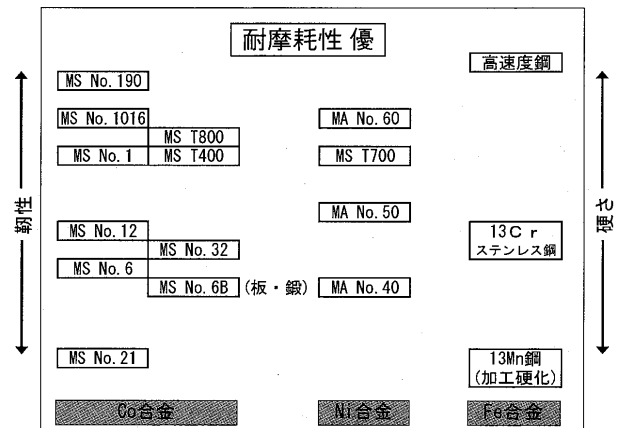 耐摩耗性 優
高速度鋼
MS No. 190
MS No. 1016
MA No. 60
MS T800
MS No. 1
MS T400
MS T700
靭性
硬さ
MA No. 50
MS No. 12
13Cr
ステンレス鋼
MS No. 32
MS No. 6
MS No. 6B
(板・鍛)
MA No. 40
MS No. 21
13Mn鋼
(加工硬化)
Co合金
Ni合金
Fe合金